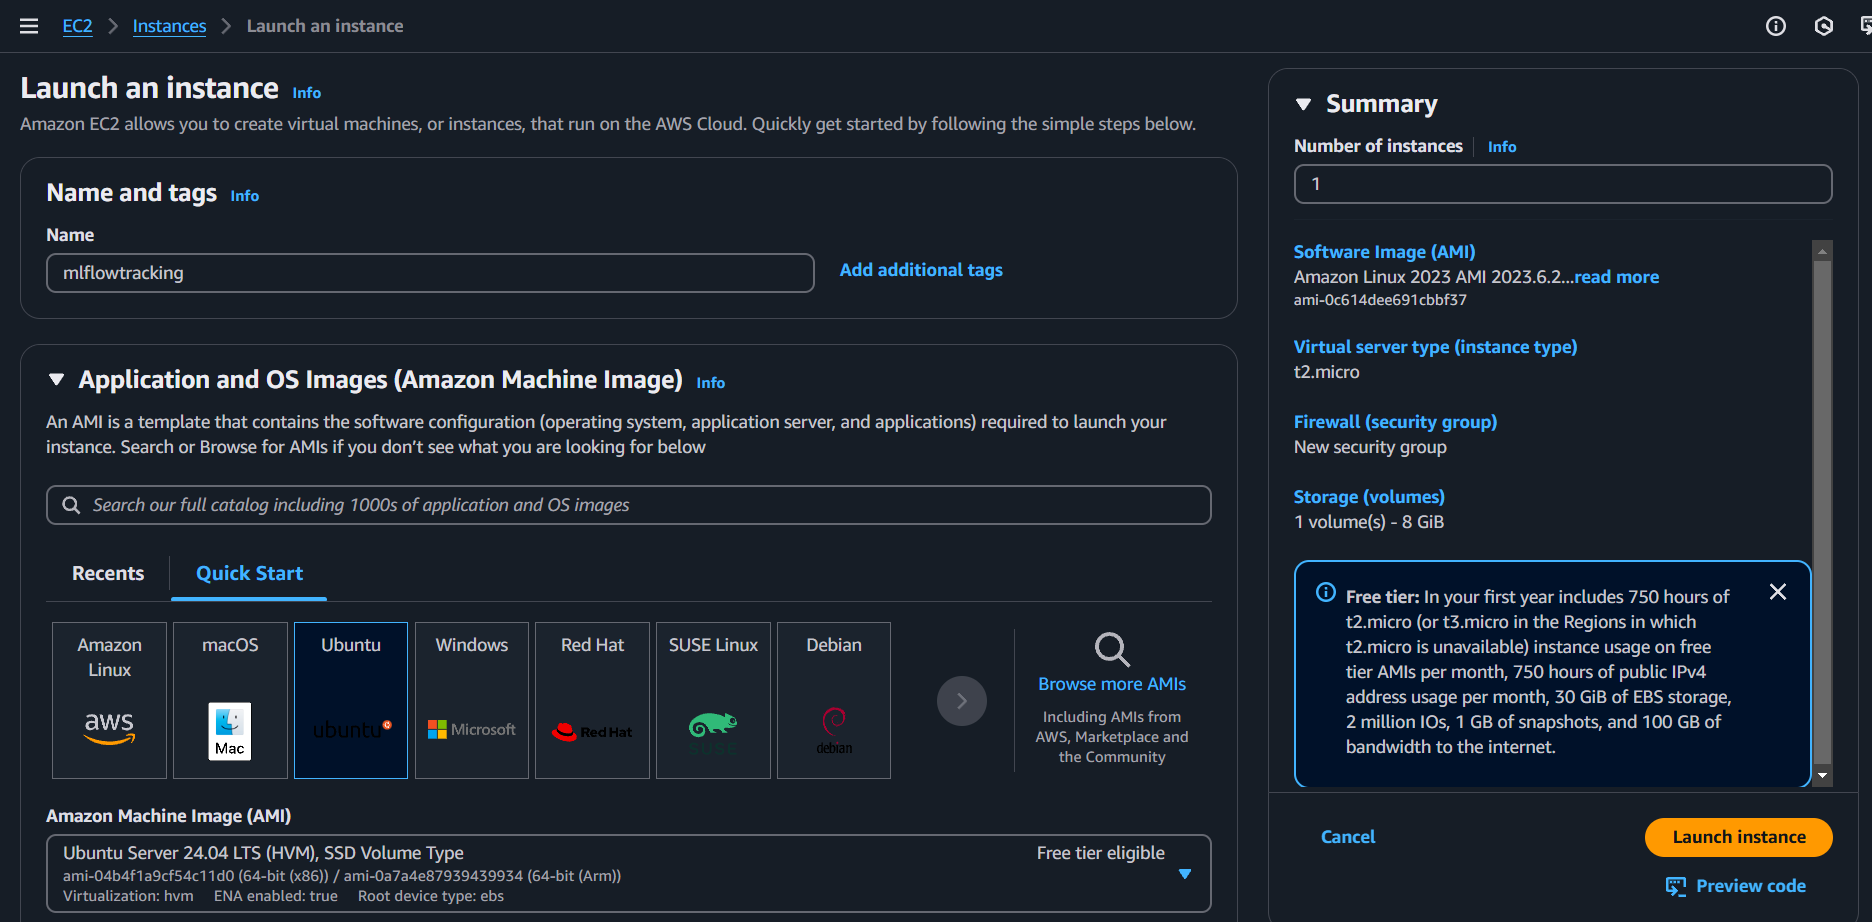 EC2 > Instances > Launch an instance
Launch an instance Info
Amazon EC2 allows you to create virtual machines, or instances, that run on the AWS Cloud. Quickly get started by following the simple steps below.
Name and tags Info
Name
mlflowtracking
Add additional tags
Application and OS Images (Amazon Machine Image) Info
An AMI is a template that contains the software configuration (operating system, application server, and applications) required to launch your
instance. Search or Browse for AMIs if you don’t see what you are looking for below
Search our full catalog including 1000s of application and OS images
Recents
Quick Start
Amazon
Linux
aws
macOS
Mac
Ubuntu
ubuntu
Windows
Microsoft
Red Hat
Red Hat
SUSE Linux
SUSE
Debian
debian
Browse more AMIs
Including AMIs from
AWS, Marketplace and
the Community
Amazon Machine Image (AMI)
Ubuntu Server 24.04 LTS (HVM), SSD Volume Type
Free tier eligible
ami-04b4f1a9cf54c11d0 (64-bit (x86)) / ami-0a7a4e87939439934 (64-bit (Arm))
Virtualization: hvm ENA enabled: true Root device type: ebs
Summary
Number of instances Info
1
Software Image (AMI)
Amazon Linux 2023 AMI 2023.6.2...read more
ami-0c614dee691cbbf37
Virtual server type (instance type)
t2.micro
Firewall (security group)
New security group
Storage (volumes)
1 volume(s) - 8 GiB
Free tier: In your first year includes 750 hours of
t2.micro (or t3.micro in the Regions in which
t2.micro is unavailable) instance usage on free
tier AMIs per month, 750 hours of public IPv4
address usage per month, 30 GiB of EBS storage,
2 million IOs, 1 GB of snapshots, and 100 GB of
bandwidth to the internet.
Cancel
Launch instance
Preview code